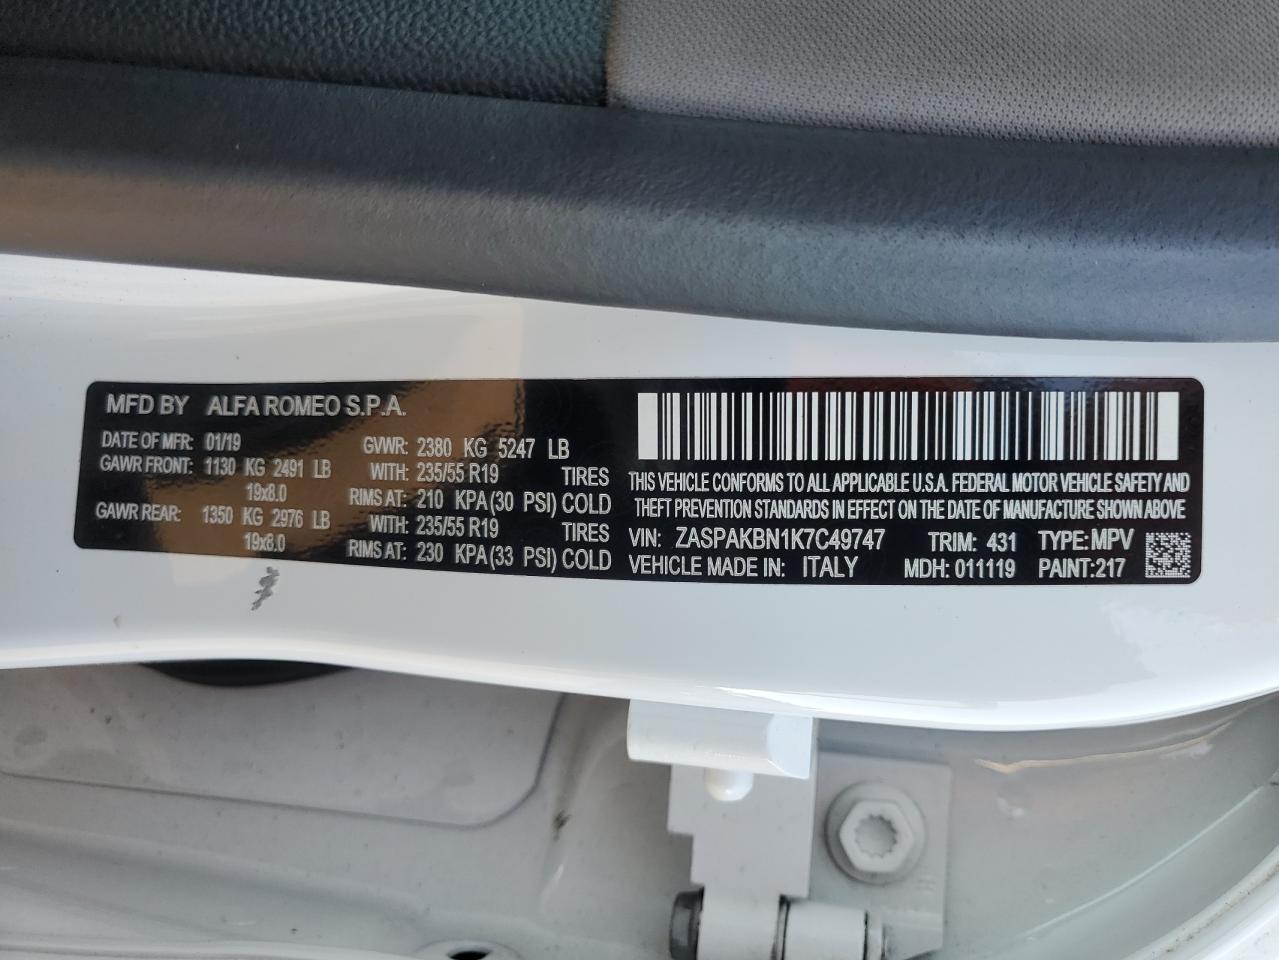 MFD BY ALFA ROMEO S.P.A.
DATE OF MFR: 01/19 GVWR: 2380 KG 5247 LB
GAWR FRONT: 1130 KG 2491 LB WITH: 235/55 R19 TIRES
19x8.0 RIMS AT: 210 KPA(30 PSI) COLD
GAWR REAR: 1350 KG 2976 LB WITH: 235/55 R19 TIRES
19x8.0 RIMS AT: 230 KPA(33 PSI) COLD
THIS VEHICLE CONFORMS TO ALL APPLICABLE U.S.A. FEDERAL MOTOR VEHICLE SAFETY AND
THEFT PREVENTION STANDARDS IN EFFECT ON THE DATE OF MANUFACTURE SHOWN ABOVE
VIN: ZASPAKBN1K7C49747 TRIM: 431 TYPE: MPV
VEHICLE MADE IN: ITALY MDH: 011119 PAINT:217